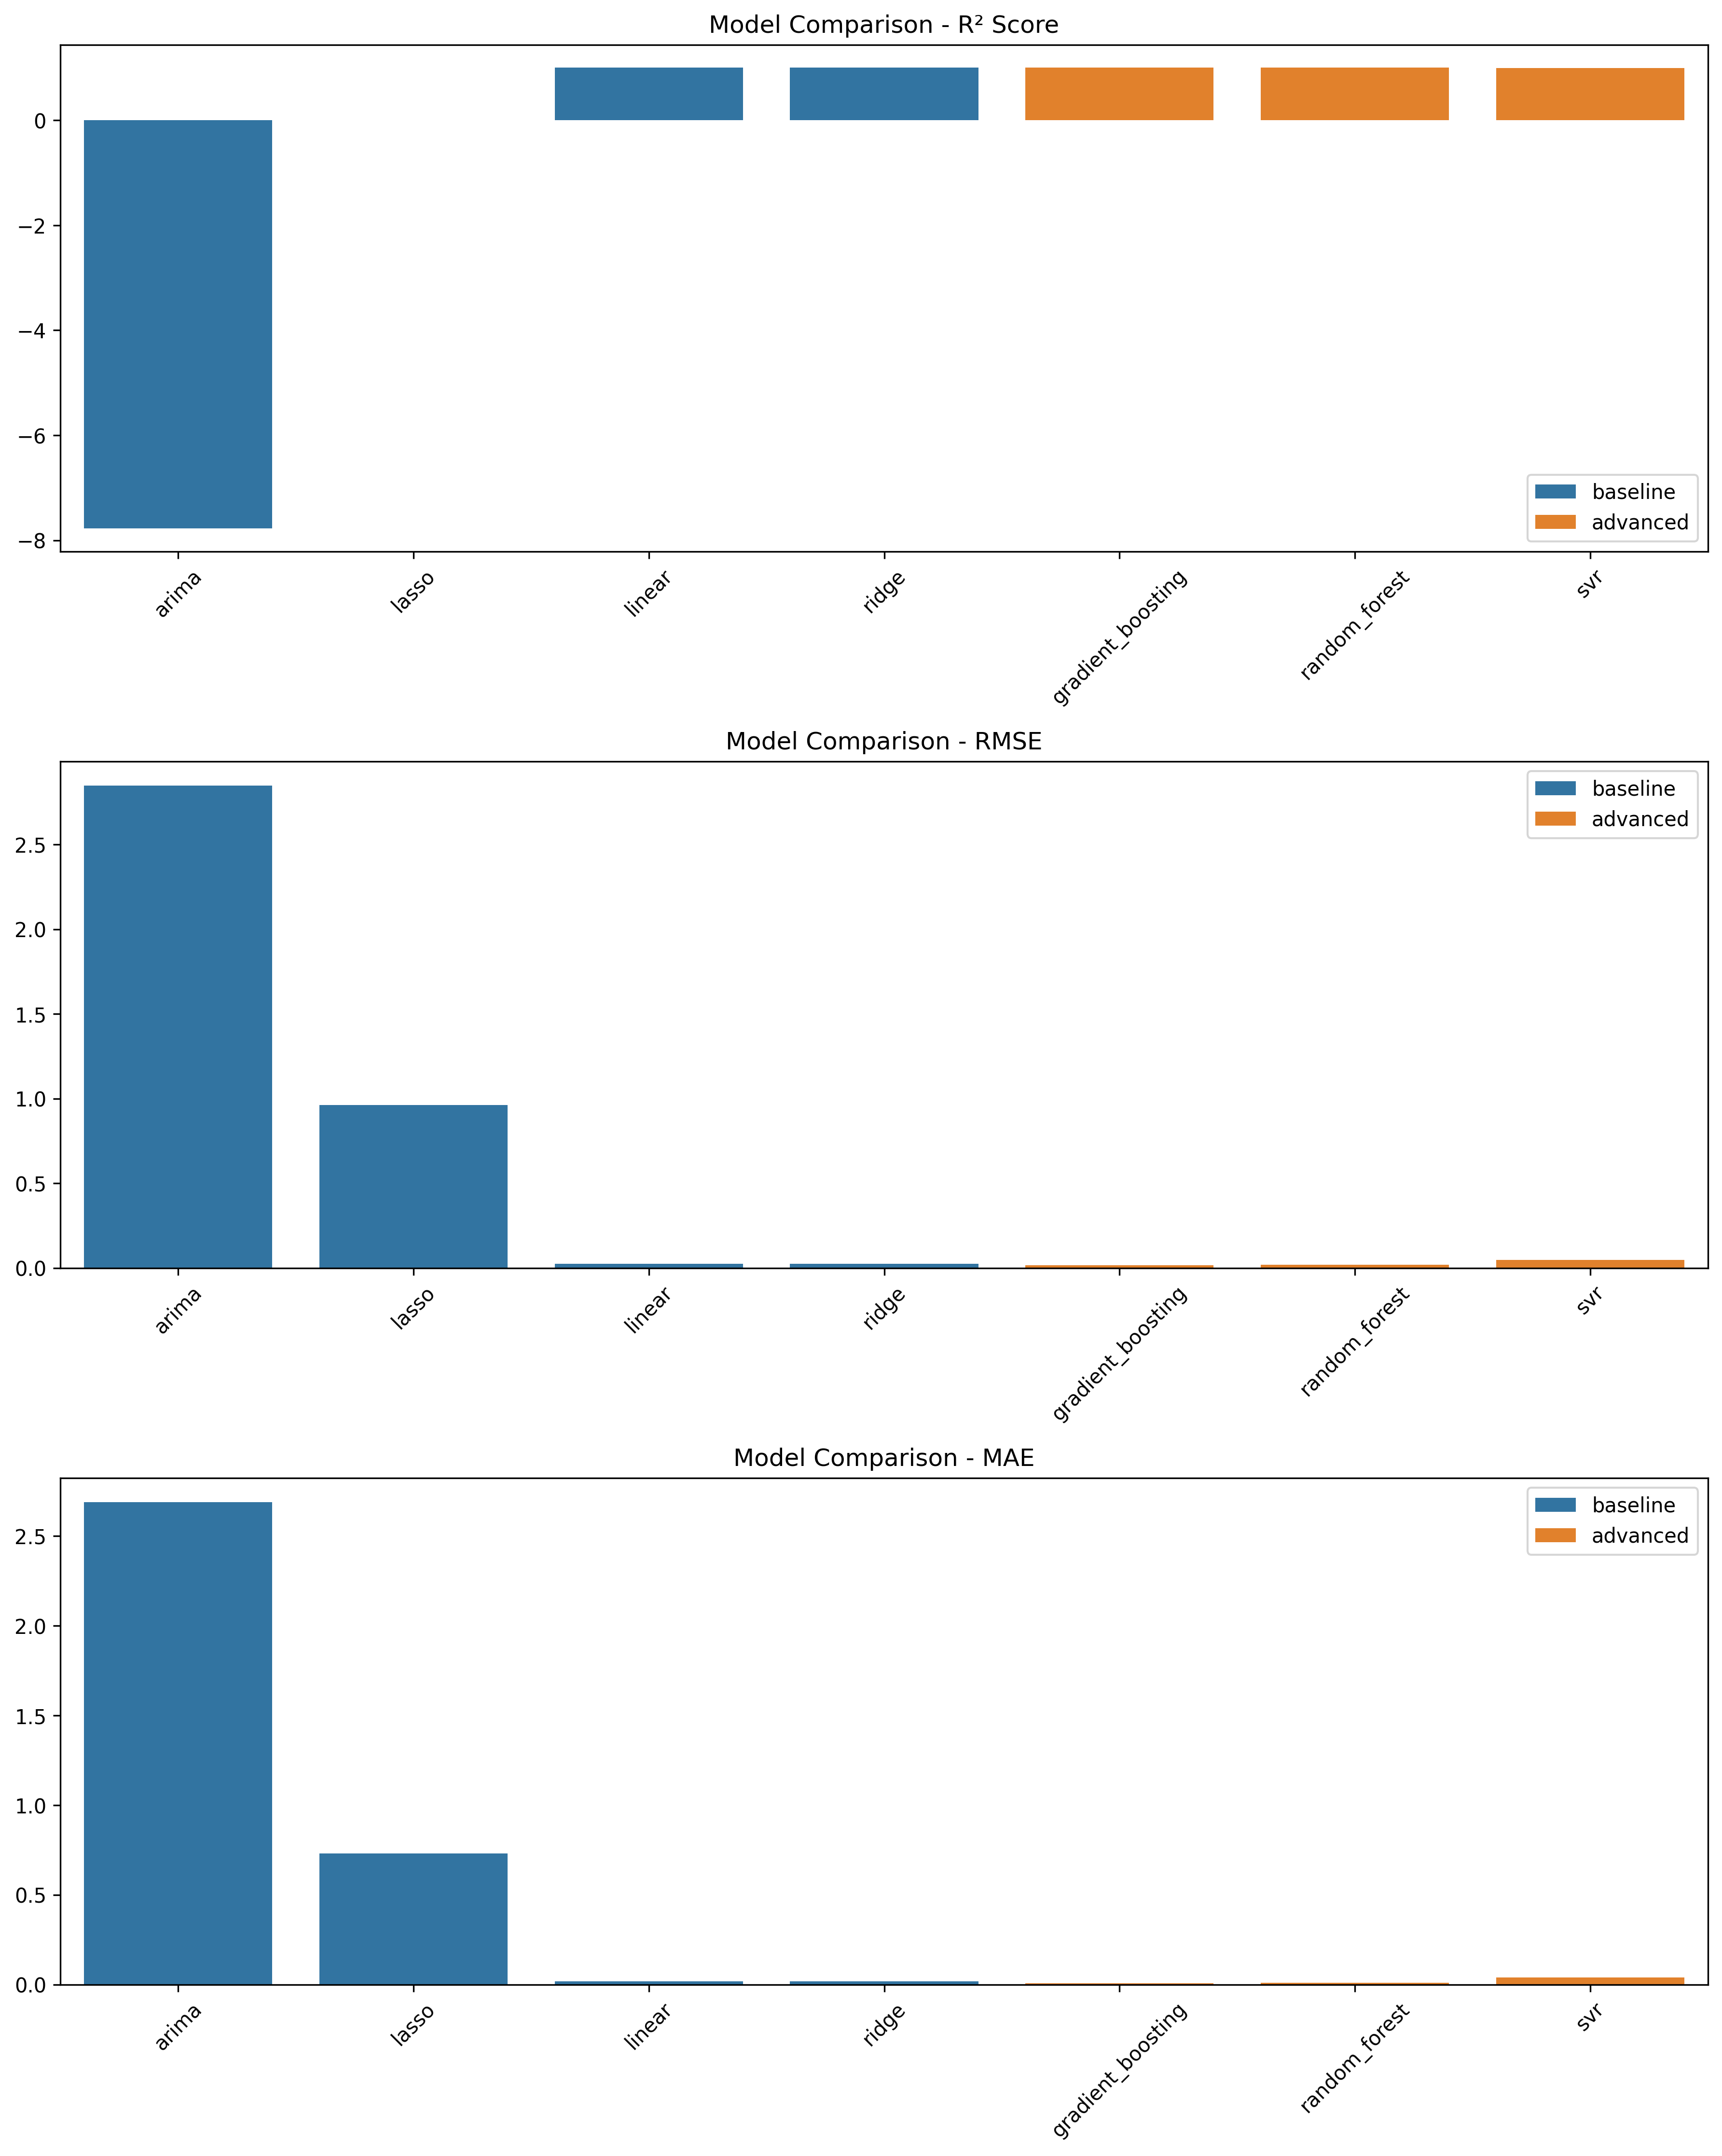 Model Comparison - R² Score
0
−2
−4
−6
−8
baseline
advanced
arima
lasso
linear
ridge
gradient_boosting
random_forest
svr
Model Comparison - RMSE
2.5
2.0
1.5
1.0
0.5
0.0
baseline
advanced
arima
lasso
linear
ridge
gradient_boosting
random_forest
svr
Model Comparison - MAE
2.5
2.0
1.5
1.0
0.5
0.0
baseline
advanced
arima
lasso
linear
ridge
gradient_boosting
random_forest
svr